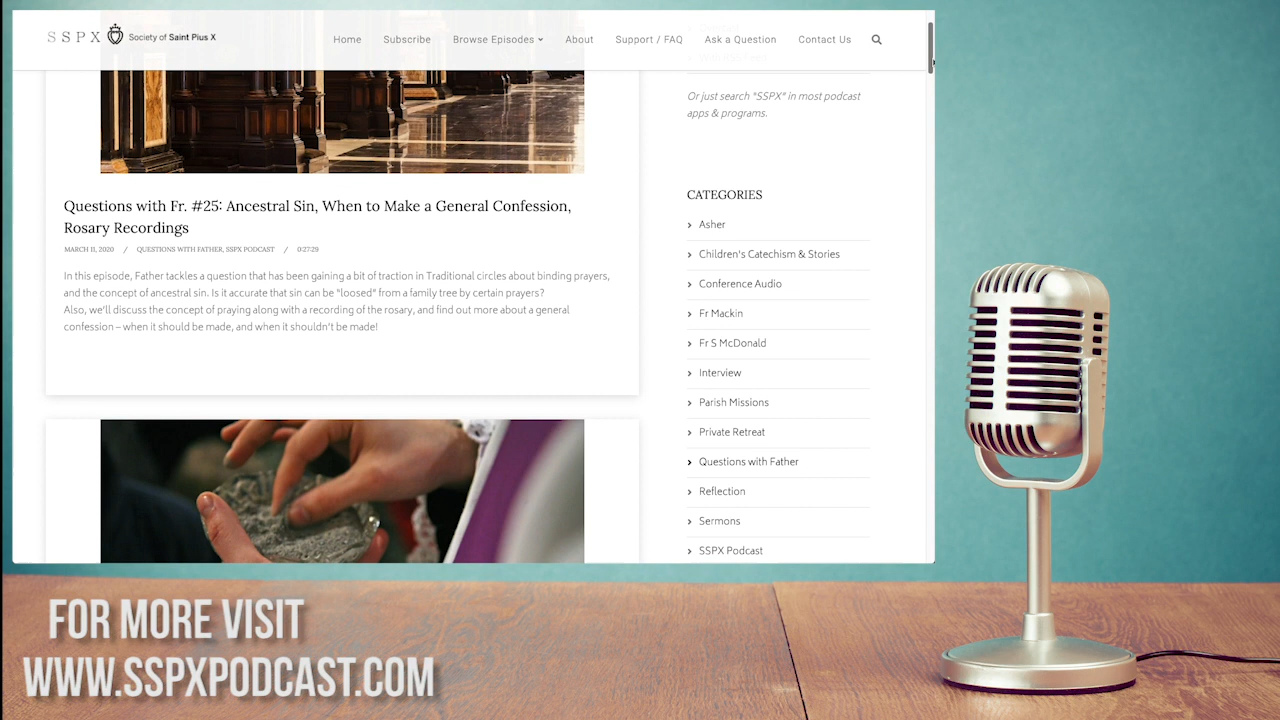 SSPX Society of Saint Pius X
Home Subscribe Browse Episodes About Support / FAQ Ask a Question Contact Us
Or just search "SSPX" in most podcast
apps & programs.
Questions with Fr. #25: Ancestral Sin, When to Make a General Confession,
Rosary Recordings
MARCH 11, 2020 / QUESTIONS WITH FATHER, SSPX PODCAST / 0:27:29
In this episode, Father tackles a question that has been gaining a bit of traction in Traditional circles about binding prayers,
and the concept of ancestral sin. Is it accurate that sin can be "loosed" from a family tree by certain prayers?
Also, we'll discuss the concept of praying along with a recording of the rosary, and find out more about a general
confession – when it should be made, and when it shouldn't be made!
CATEGORIES
Asher
Children's Catechism & Stories
Conference Audio
Fr Mackin
Fr S McDonald
Interview
Parish Missions
Private Retreat
Questions with Father
Reflection
Sermons
SSPX Podcast
FOR MORE VISIT
WWW.SSPXPODCAST.COM